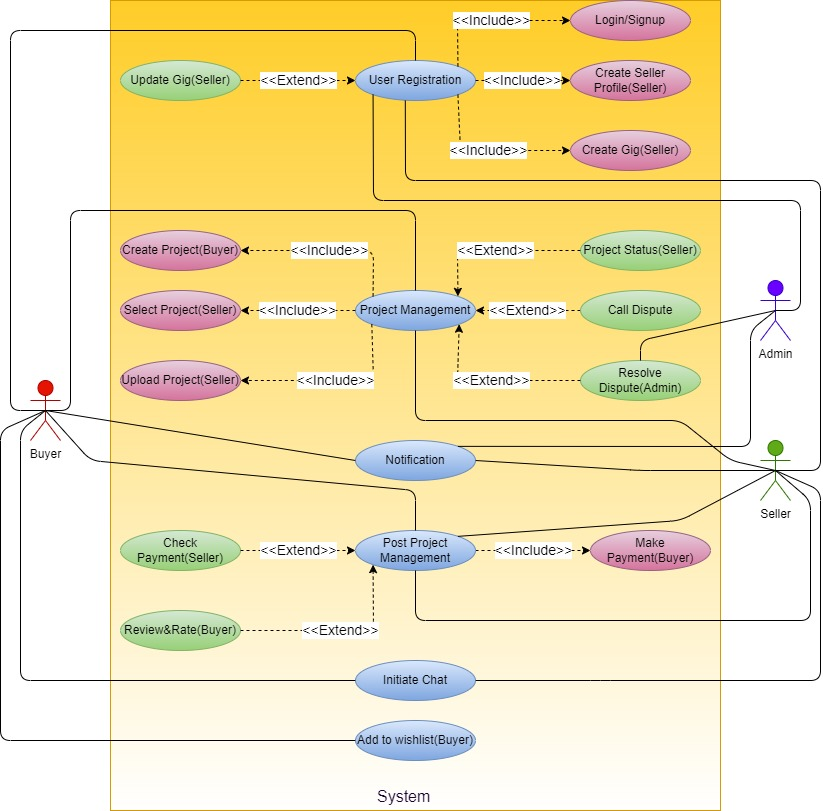 <<Include>>
Login/Signup
Update Gig(Seller)
<<Extend>>
User Registration
<<Include>>
Create Seller
Profile(Seller)
<<Include>>
Create Gig(Seller)
Create Project(Buyer)
<<Include>>
<<Extend>>
Project Status(Seller)
Select Project(Seller)
<<Include>>
Project Management
<<Extend>>
Call Dispute
Admin
Upload Project(Seller)
<<Include>>
<<Extend>>
Resolve
Dispute(Admin)
Buyer
Notification
Seller
Check
Payment(Seller)
<<Extend>>
Post Project
Management
<<Include>>
Make
Payment(Buyer)
Review&Rate(Buyer)
<<Extend>>
Initiate Chat
Add to wishlist(Buyer)
System